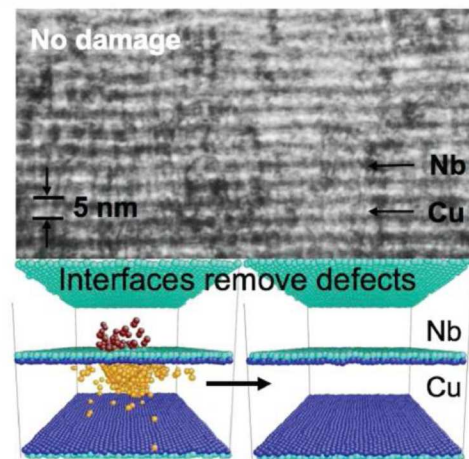 No damage
Nb
5 nm
Cu
Interfaces remove defects
Nb
Cu